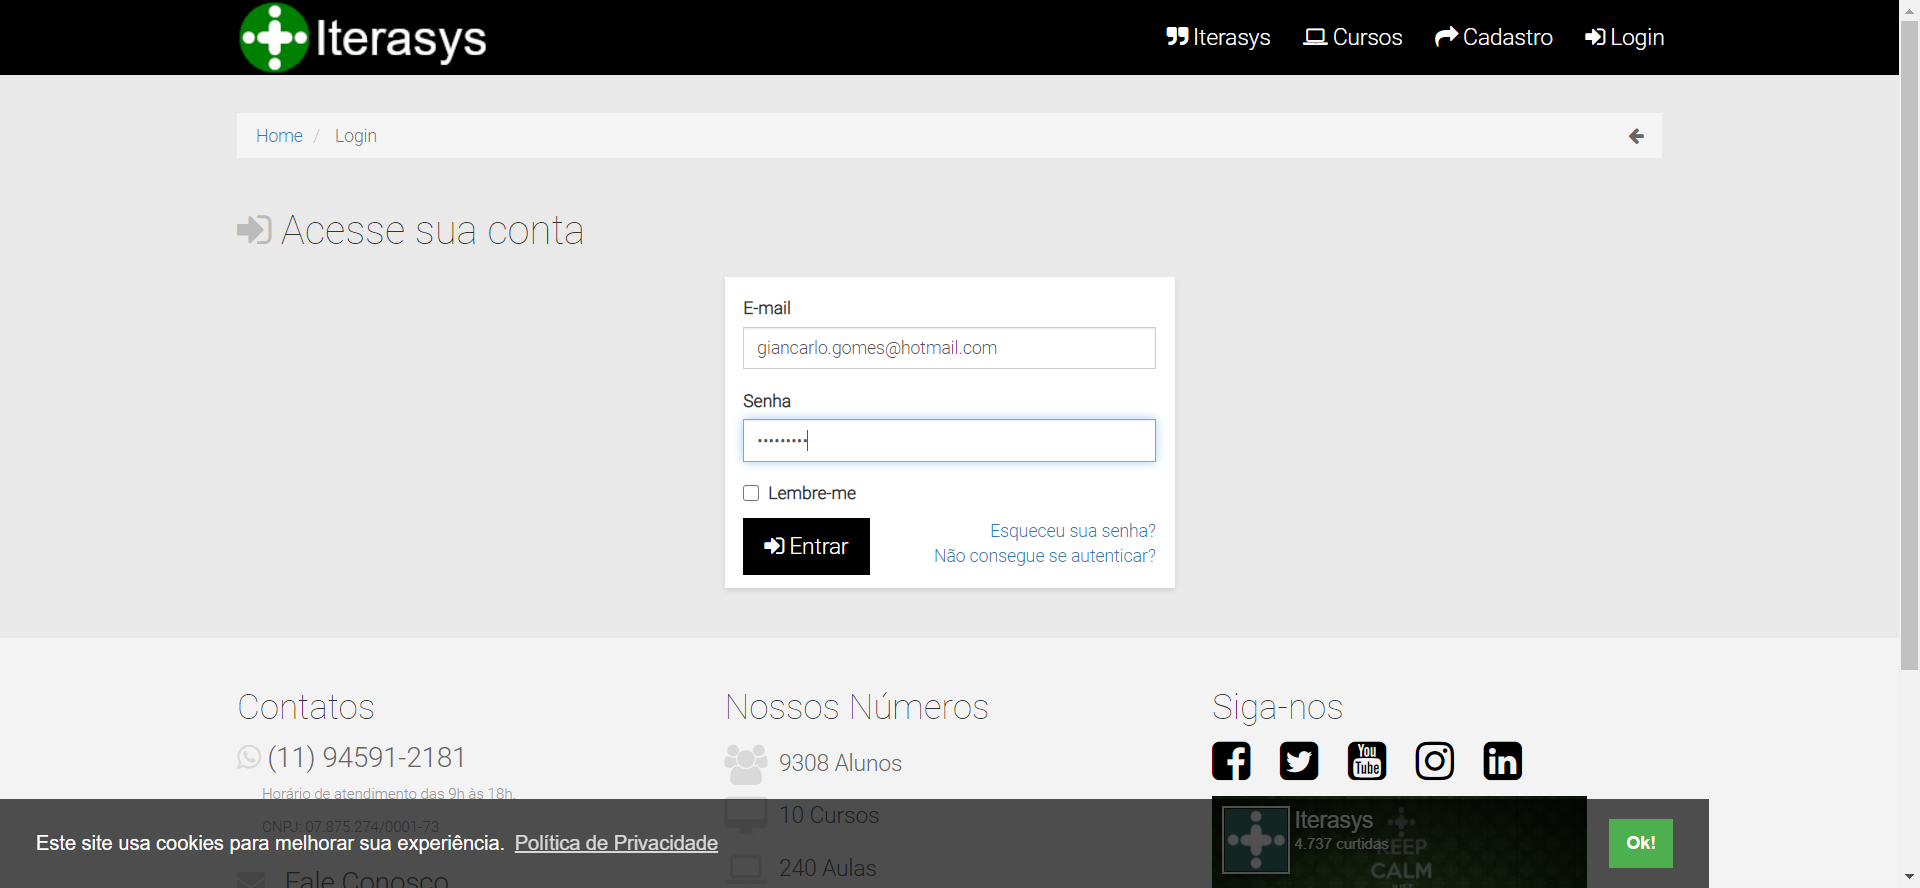 Iterasys
Iterasys Cursos Cadastro Login
Home / Login
Acesse sua conta
E-mail
giancarlo.gomes@hotmail.com
Senha
•••••••••
Lembre-me
Entrar
Esqueceu sua senha?
Não consegue se autenticar?
Contatos
(11) 94591-2181
Horário de atendimento das 9h às 18h.
CNPJ: 07.875.274/0001-73
Fale Conosco
Nossos Números
9308 Alunos
10 Cursos
240 Aulas
Siga-nos
You
Tube
in
Iterasys
4.737 curtidas
KEEP
CALM
Este site usa cookies para melhorar sua experiência. Política de Privacidade
Ok!